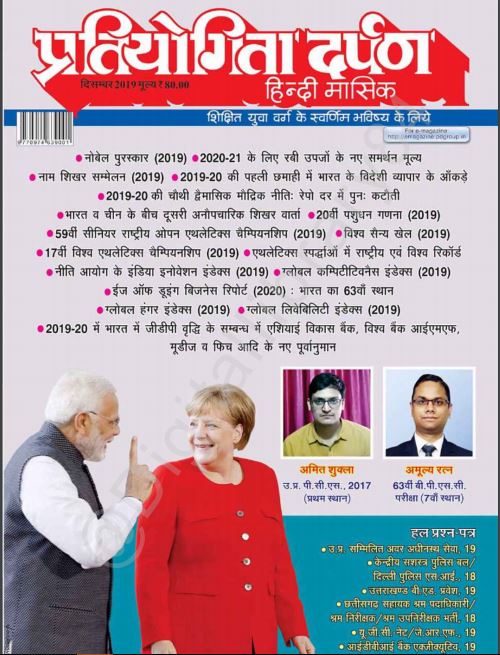 प्रतियोगिता दर्पण
दिसम्बर 2019 मूल्य ₹ 80.00
हिन्दी मासिक
शिक्षित युवा वर्ग के स्वर्णिम भविष्य के लिये
For e-magazine:
http://emagazine.pdgroup.in
9770974639001
●नोबेल पुरस्कार (2019) ●2020-21 के लिए रबी उपजों के नए समर्थन मूल्य
●नाम शिखर सम्मेलन (2019) ●2019-20 की पहली छमाही में भारत के विदेशी व्यापार के आँकड़े
●2019-20 की चौथी द्वैमासिक मौद्रिक नीतिः रेपो दर में पुनः कटौती
●भारत व चीन के बीच दूसरी अनौपचारिक शिखर वार्ता ●20वीं पशुधन गणना (2019)
●59वीं सीनियर राष्ट्रीय ओपन एथलेटिक्स चैम्पियनशिप (2019) ●विश्व सैन्य खेल (2019)
●17वीं विश्व एथलेटिक्स चैम्पियनशिप (2019) ●एथलेटिक्स स्पर्द्धाओं में राष्ट्रीय एवं विश्व रिकॉर्ड
●नीति आयोग के इंडिया इनोवेशन इंडेक्स (2019) ●ग्लोबल कम्पिटीटिवनैस इंडेक्स (2019)
●ईज ऑफ डूइंग बिजनेस रिपोर्ट (2020) : भारत का 63वाँ स्थान
●ग्लोबल हंगर इंडेक्स (2019) ●ग्लोबल लिवेबिलिटी इंडेक्स (2019)
●2019-20 में भारत में जीडीपी वृद्धि के सम्बन्ध में एशियाई विकास बैंक, विश्व बैंक आईएमएफ,
मूडीज व फिच आदि के नए पूर्वानुमान
अमित शुक्ला
उ.प्र. पी.सी.एस., 2017
(प्रथम स्थान)
अमूल्य रत्न
63वीं बी.पी.एस.सी.
परीक्षा (7वाँ स्थान)
हल प्रश्न-पत्र
●उ.प्र. सम्मिलित अवर अधीनस्थ सेवा, 19
●केन्द्रीय सशस्त्र पुलिस बल/
दिल्ली पुलिस एस.आई., 18
●उत्तराखण्ड बी.एड. प्रवेश, 19
●छत्तीसगढ़ सहायक श्रम पदाधिकारी/
श्रम निरीक्षक/श्रम उपनिरीक्षक भर्ती, 18
●यू.जी.सी. नेट/जे.आर.एफ., 19
●आईडीबीआई बैंक एक्जीक्यूटिव, 19